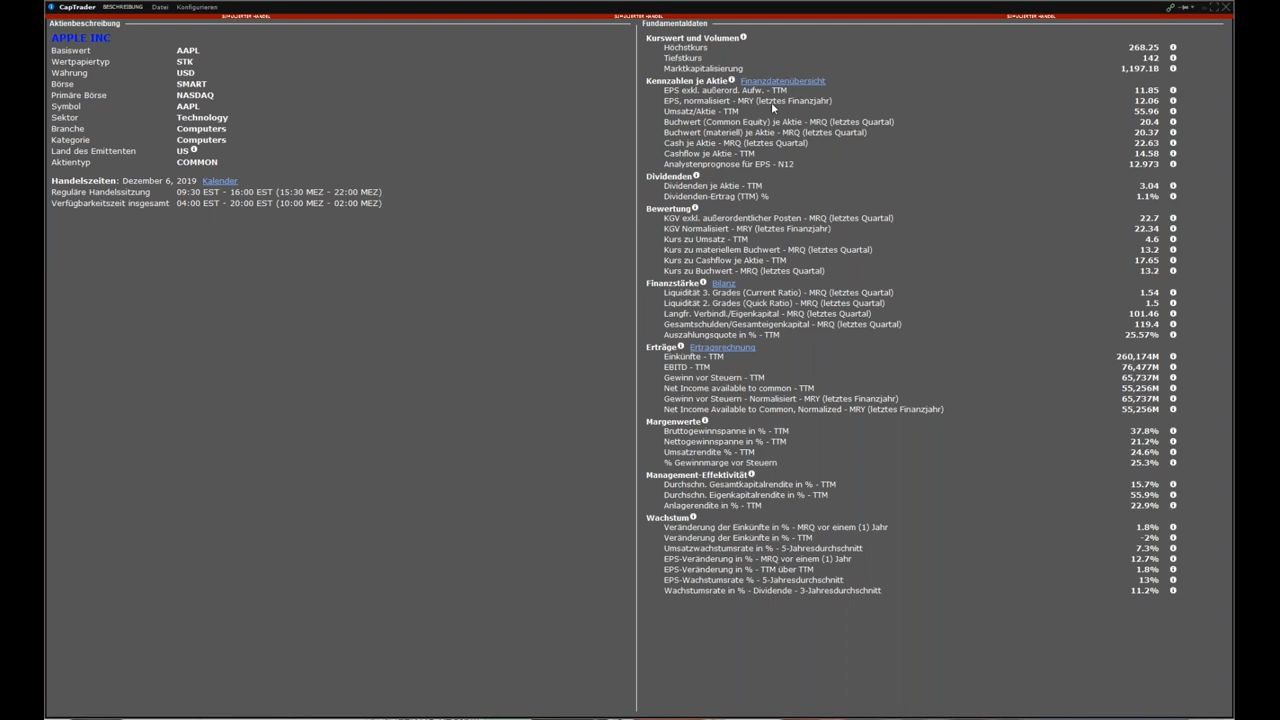 CapTrader BESCHREIBUNG Datei Konfigurieren
SIMULIERTER HANDEL SIMULIERTER HANDEL SIMULIERTER HANDEL
Aktienbeschreibung
APPLE INC
Basiswert AAPL
Wertpapiertyp STK
Währung USD
Börse SMART
Primäre Börse NASDAQ
Symbol AAPL
Sektor Technology
Branche Computers
Kategorie Computers
Land des Emittenten US
Aktientyp COMMON
Handelszeiten: Dezember 6, 2019 Kalender
Reguläre Handelssitzung 09:30 EST - 16:00 EST (15:30 MEZ - 22:00 MEZ)
Verfügbarkeitszeit insgesamt 04:00 EST - 20:00 EST (10:00 MEZ - 02:00 MEZ)
Fundamentaldaten
Kurswert und Volumen
Höchstkurs 268.25
Tiefstkurs 142
Marktkapitalisierung 1,197.1B
Kennzahlen je Aktie Finanzdatenübersicht
EPS exkl. außerord. Aufw. - TTM 11.85
EPS, normalisiert - MRY (letztes Finanzjahr) 12.06
Umsatz/Aktie - TTM 55.96
Buchwert (Common Equity) je Aktie - MRQ (letztes Quartal) 20.4
Buchwert (materiell) je Aktie - MRQ (letztes Quartal) 20.37
Cash je Aktie - MRQ (letztes Quartal) 22.63
Cashflow je Aktie - TTM 14.58
Analystenprognose für EPS - N12 12.973
Dividenden
Dividenden je Aktie - TTM 3.04
Dividenden-Ertrag (TTM) % 1.1%
Bewertung
KGV exkl. außerordentlicher Posten - MRQ (letztes Quartal) 22.7
KGV Normalisiert - MRY (letztes Finanzjahr) 22.34
Kurs zu Umsatz - TTM 4.6
Kurs zu materiellem Buchwert - MRQ (letztes Quartal) 13.2
Kurs zu Cashflow je Aktie - TTM 17.65
Kurs zu Buchwert - MRQ (letztes Quartal) 13.2
Finanzstärke Bilanz
Liquidität 3. Grades (Current Ratio) - MRQ (letztes Quartal) 1.54
Liquidität 2. Grades (Quick Ratio) - MRQ (letztes Quartal) 1.5
Langfr. Verbindl./Eigenkapital - MRQ (letztes Quartal) 101.46
Gesamtschulden/Gesamteigenkapital - MRQ (letztes Quartal) 119.4
Auszahlungsquote in % - TTM 25.57%
Erträge Ertragsrechnung
Einkünfte - TTM 260,174M
EBITD - TTM 76,477M
Gewinn vor Steuern - TTM 65,737M
Net Income available to common - TTM 55,256M
Gewinn vor Steuern - Normalisiert - MRY (letztes Finanzjahr) 65,737M
Net Income Available to Common, Normalized - MRY (letztes Finanzjahr) 55,256M
Margenwerte
Bruttogewinnspanne in % - TTM 37.8%
Nettogewinnspanne in % - TTM 21.2%
Umsatzrendite % - TTM 24.6%
% Gewinnmarge vor Steuern 25.3%
Management-Effektivität
Durchschn. Gesamtkapitalrendite in % - TTM 15.7%
Durchschn. Eigenkapitalrendite in % - TTM 55.9%
Anlagerendite in % - TTM 22.9%
Wachstum
Veränderung der Einkünfte in % - MRQ vor einem (1) Jahr 1.8%
Veränderung der Einkünfte in % - TTM -2%
Umsatzwachstumsrate in % - 5-Jahresdurchschnitt 7.3%
EPS-Veränderung in % - MRQ vor einem (1) Jahr 12.7%
EPS-Veränderung in % - TTM über TTM 1.8%
EPS-Wachstumsrate % - 5-Jahresdurchschnitt 13%
Wachstumsrate in % - Dividende - 3-Jahresdurchschnitt 11.2%